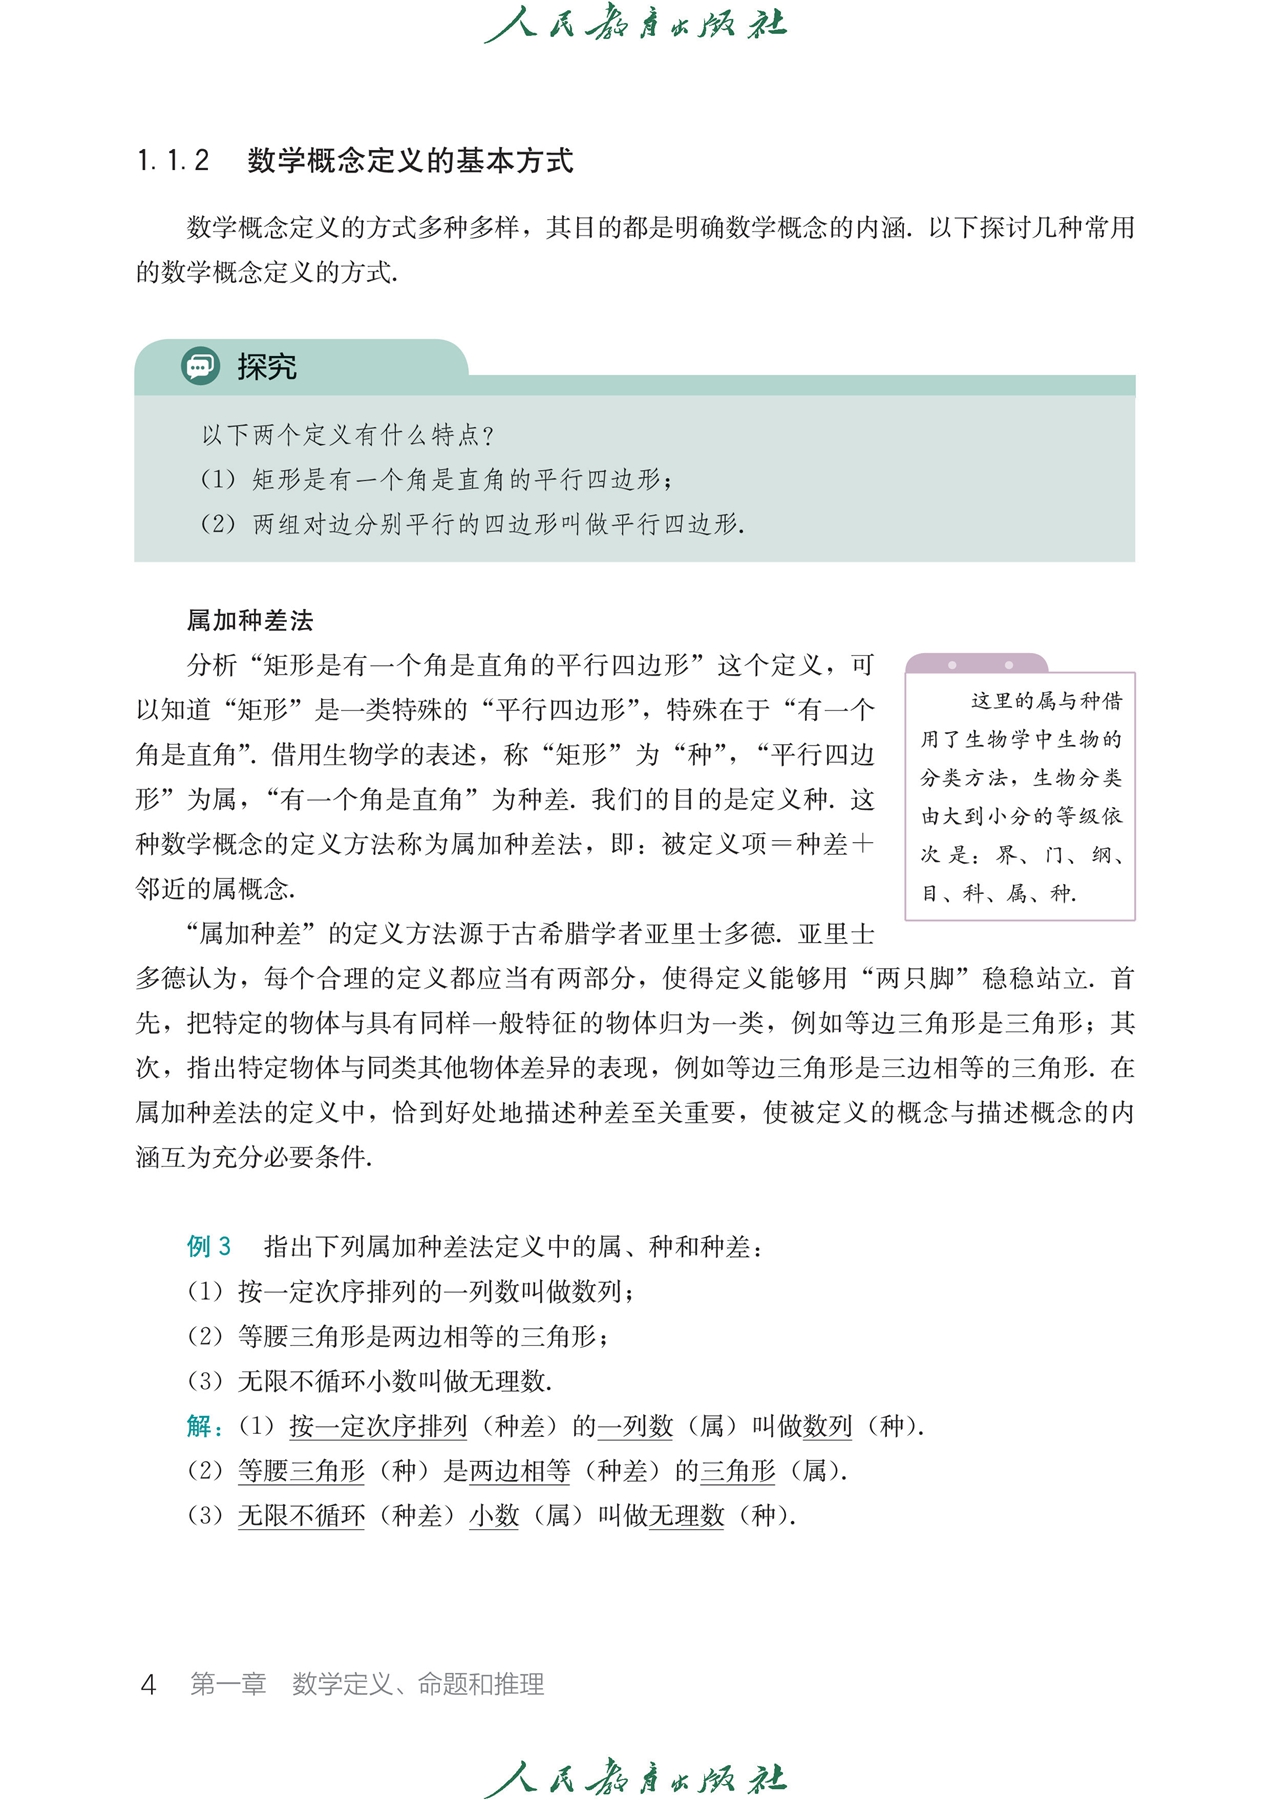 人民教育出版社
1.1.2 数学概念定义的基本方式
数学概念定义的方式多种多样，其目的都是明确数学概念的内涵. 以下探讨几种常用
的数学概念定义的方式.
探究
以下两个定义有什么特点？
（1）矩形是有一个角是直角的平行四边形；
（2）两组对边分别平行的四边形叫做平行四边形.
属加种差法
分析“矩形是有一个角是直角的平行四边形”这个定义，可
以知道“矩形”是一类特殊的“平行四边形”，特殊在于“有一个
角是直角”. 借用生物学的表述，称“矩形”为“种”，“平行四边
形”为属，“有一个角是直角”为种差. 我们的目的是定义种. 这
种数学概念的定义方法称为属加种差法，即：被定义项＝种差＋
邻近的属概念.
这里的属与种借
用了生物学中生物的
分类方法，生物分类
由大到小分的等级依
次是：界、门、纲、
目、科、属、种.
“属加种差”的定义方法源于古希腊学者亚里士多德. 亚里士
多德认为，每个合理的定义都应当有两部分，使得定义能够用“两只脚”稳稳站立. 首
先，把特定的物体与具有同样一般特征的物体归为一类，例如等边三角形是三角形；其
次，指出特定物体与同类其他物体差异的表现，例如等边三角形是三边相等的三角形. 在
属加种差法的定义中，恰到好处地描述种差至关重要，使被定义的概念与描述概念的内
涵互为充分必要条件.
例 3 指出下列属加种差法定义中的属、种和种差：
（1）按一定次序排列的一列数叫做数列；
（2）等腰三角形是两边相等的三角形；
（3）无限不循环小数叫做无理数.
解：（1）按一定次序排列（种差）的一列数（属）叫做数列（种）.
（2）等腰三角形（种）是两边相等（种差）的三角形（属）.
（3）无限不循环（种差）小数（属）叫做无理数（种）.
4 第一章 数学定义、命题和推理
人民教育出版社